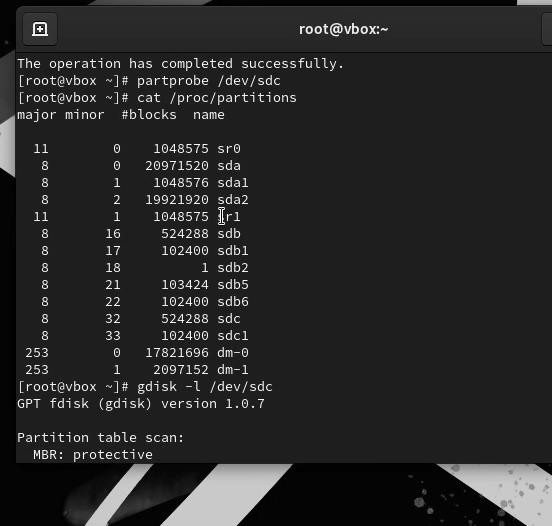 root@vbox:~
The operation has completed successfully.
[root@vbox ~]# partprobe /dev/sdc
[root@vbox ~]# cat /proc/partitions
major minor  #blocks  name

  11        0    1048575 sr0
   8        0   20971520 sda
   8        1    1048576 sda1
   8        2   19921920 sda2
  11        1    1048575 sr1
   8       16     524288 sdb
   8       17     102400 sdb1
   8       18          1 sdb2
   8       21     103424 sdb5
   8       22     102400 sdb6
   8       32     524288 sdc
   8       33     102400 sdc1
 253        0   17821696 dm-0
 253        1    2097152 dm-1
[root@vbox ~]# gdisk -l /dev/sdc
GPT fdisk (gdisk) version 1.0.7

Partition table scan:
  MBR: protective